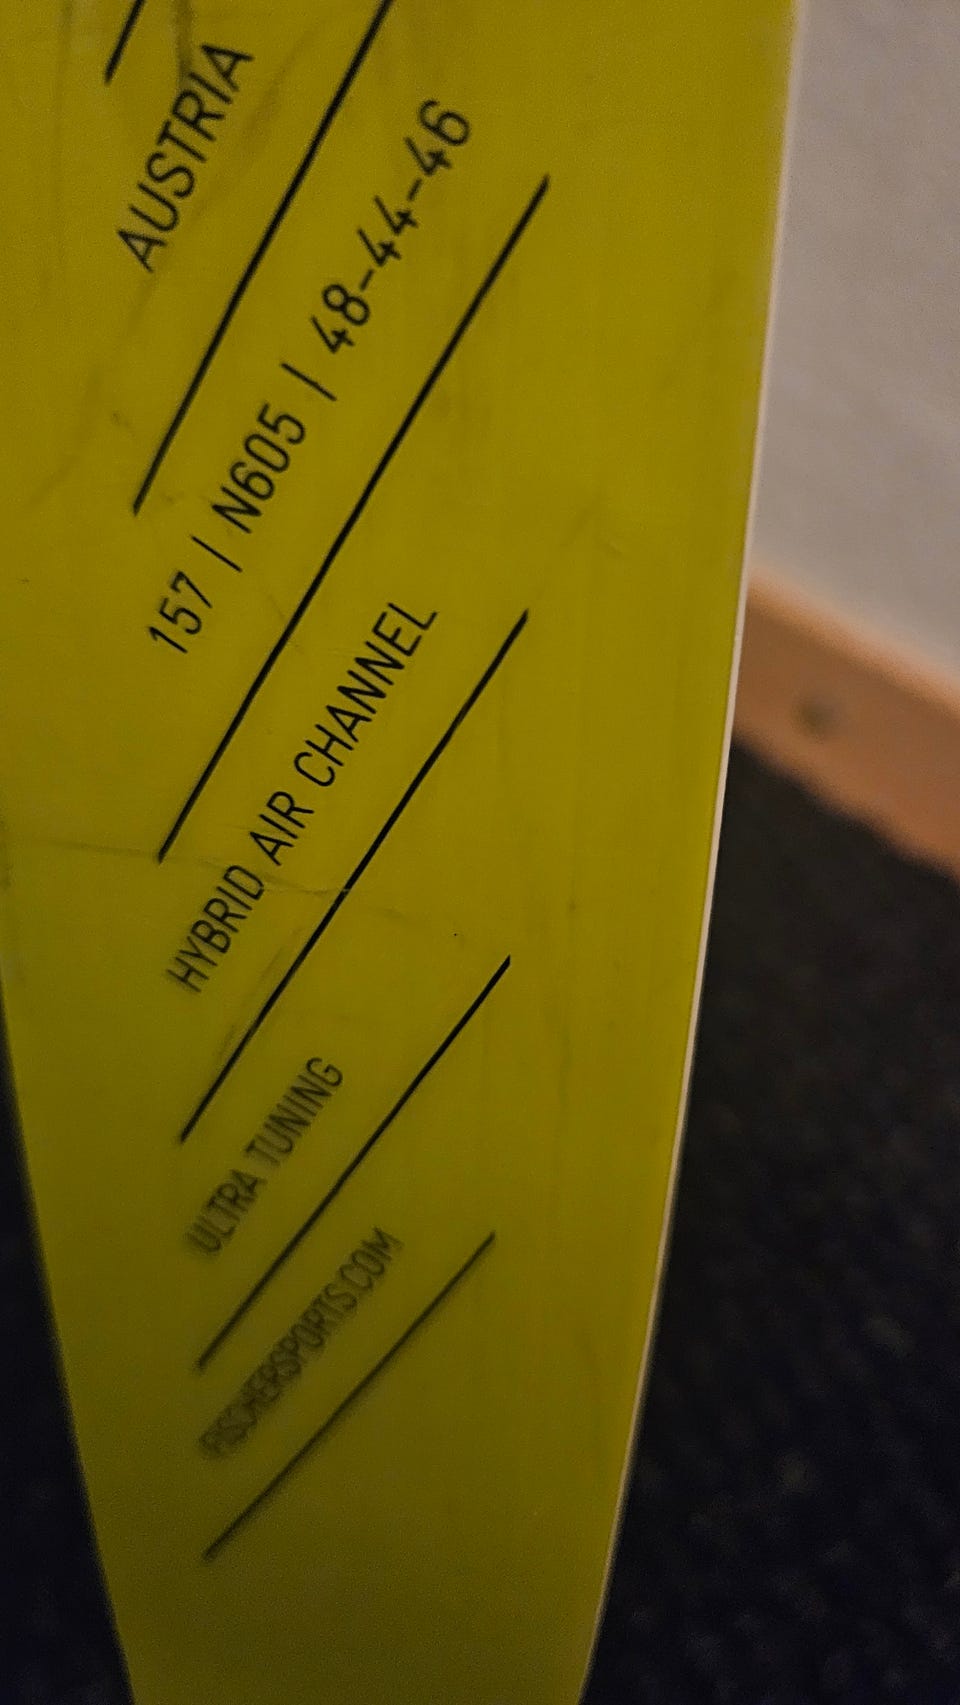 AUSTRIA
157 | N605 | 48-44-46
HYBRID AIR CHANNEL
ULTRA TUNING
FISCHERSPORTS.COM